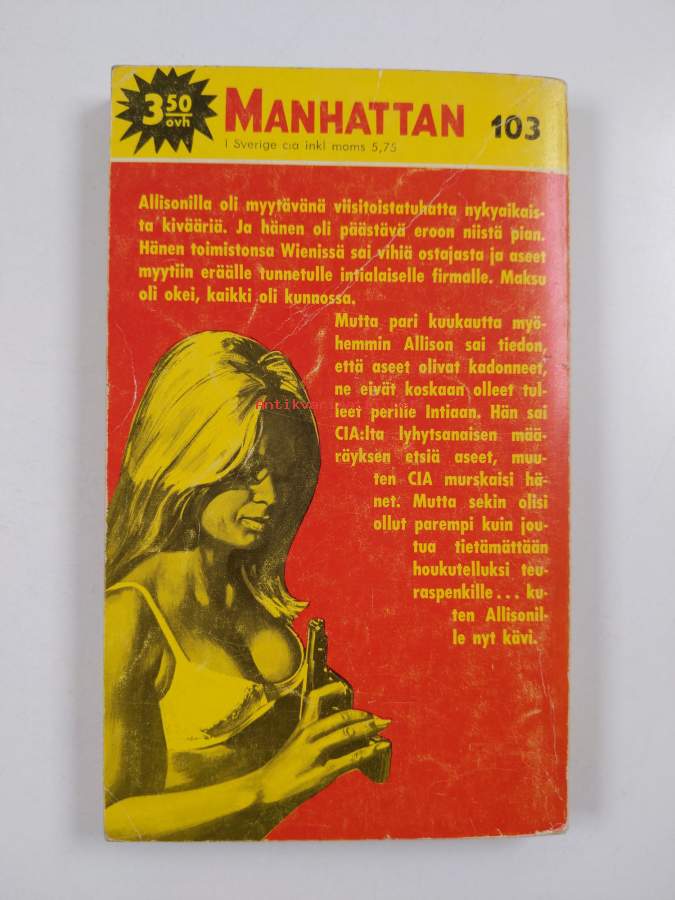 3 50
ovh
MANHATTAN 103
I Sverige ca inkl moms 5,75
Allisonilla oli myytävänä viisitoistatuhatta nykyaikais-
ta kivääriä. Ja hänen oli päästävä eroon niistä pian.
Hänen toimistonsa Wienissä sai vihiä ostajasta ja aseet
myytiin eräälle tunnetulle intialaiselle firmalle. Maksu
oli okei, kaikki oli kunnossa.
Mutta pari kuukautta myö-
hemmin Allison sai tiedon,
että aseet olivat kadonneet,
ne eivät koskaan olleet tul-
leet perille Intiaan. Hän sai
CIA:lta lyhytsanaisen mää-
räyksen etsiä aseet, muu-
ten CIA murskaisi hä-
net. Mutta sekin olisi
ollut parempi kuin jou-
tua tietämättään
houkutelluksi teu-
raspenkille... ku-
ten Allisonil-
le nyt kävi.